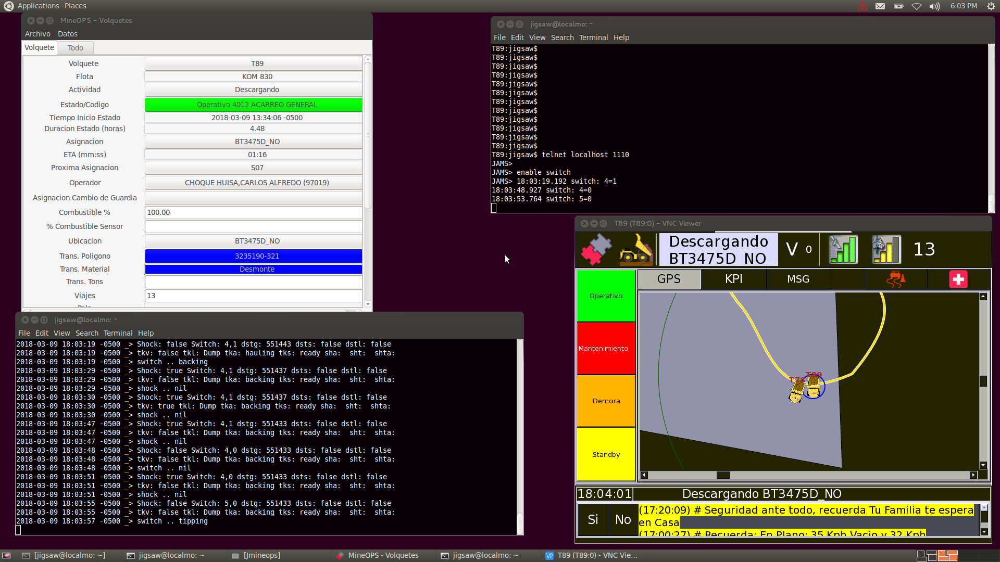 Applications Places
6:03 PM
MineOPS - Volquetes
Archivo Datos
Volquete Todo
Volquete T89
Flota KOM 830
Actividad Descargando
Estado/Codigo Operativo 4012 ACARREO GENERAL
Tiempo Inicio Estado 2018-03-09 13:34:06 -0500
Duracion Estado (horas) 4.48
Asignacion BT3475D_NO
ETA (mm:ss) 01:16
Proxima Asignacion S07
Operador CHOQUE HUISA,CARLOS ALFREDO (97019)
Asignacion Cambio de Guardia
Combustible % 100.00
% Combustible Sensor
Ubicacion BT3475D_NO
Trans. Poligono 3235190-321
Trans. Material Desmonte
Trans. Tons
Viajes 13
jigsaw@localmo: ~
File Edit View Search Terminal Help
T89:jigsaw$
T89:jigsaw$
T89:jigsaw$
T89:jigsaw$
T89:jigsaw$
T89:jigsaw$
T89:jigsaw$
T89:jigsaw$
T89:jigsaw$
T89:jigsaw$
T89:jigsaw$
T89:jigsaw$
T89:jigsaw$ telnet localhost 1110
JAMS>
JAMS> enable switch
JAMS> 18:03:19.192 switch: 4=1
18:03:48.927 switch: 4=0
18:03:53.764 switch: 5=0
jigsaw@localmo: ~
File Edit View Search Terminal Help
2018-03-09 18:03:19 -0500 _> Shock: false Switch: 4,1 dstg: 551443 dsts: false dstl: false
2018-03-09 18:03:19 -0500 _> tkv: false tkl: Dump tka: hauling tks: ready sha:  sht:  shta:
2018-03-09 18:03:19 -0500 _> switch .. backing
2018-03-09 18:03:29 -0500 _> Shock: true Switch: 4,1 dstg: 551437 dsts: false dstl: false
2018-03-09 18:03:29 -0500 _> tkv: false tkl: Dump tka: backing tks: ready sha:  sht:  shta:
2018-03-09 18:03:29 -0500 _> shock .. nil
2018-03-09 18:03:30 -0500 _> Shock: true Switch: 4,1 dstg: 551437 dsts: false dstl: false
2018-03-09 18:03:30 -0500 _> tkv: true tkl: Dump tka: backing tks: ready sha:  sht:  shta:
2018-03-09 18:03:30 -0500 _> shock .. nil
2018-03-09 18:03:47 -0500 _> Shock: true Switch: 4,1 dstg: 551433 dsts: false dstl: false
2018-03-09 18:03:47 -0500 _> tkv: false tkl: Dump tka: backing tks: ready sha:  sht:  shta:
2018-03-09 18:03:47 -0500 _> shock .. nil
2018-03-09 18:03:48 -0500 _> Shock: false Switch: 4,0 dstg: 551433 dsts: false dstl: false
2018-03-09 18:03:48 -0500 _> tkv: false tkl: Dump tka: backing tks: ready sha:  sht:  shta:
2018-03-09 18:03:48 -0500 _> switch .. nil
2018-03-09 18:03:51 -0500 _> Shock: true Switch: 4,0 dstg: 551433 dsts: false dstl: false
2018-03-09 18:03:51 -0500 _> tkv: false tkl: Dump tka: backing tks: ready sha:  sht:  shta:
2018-03-09 18:03:51 -0500 _> shock .. nil
2018-03-09 18:03:55 -0500 _> Shock: false Switch: 5,0 dstg: 551433 dsts: false dstl: false
2018-03-09 18:03:55 -0500 _> tkv: false tkl: Dump tka: backing tks: ready sha:  sht:  shta:
2018-03-09 18:03:57 -0500 _> switch .. tipping
T89 (T89:0) - VNC Viewer
Descargando
BT3475D_NO
V 0
13
GPS KPI MSG
Operativo
Mantenimiento
Demora
Standby
T89
18:04:01 Descargando BT3475D_NO
Si No
(17:20:09) # Seguridad ante todo, recuerda Tu Familia te espera
en Casa
(17:00:27) # Recuerda: En Plano: 35 Kph Vacio y 32 Kph
[jigsaw@localmo: ~] jigsaw@localmo: ~ [Jmineops] MineOPS - Volquetes jigsaw@localmo: ~ T89 (T89:0) - VNC Vie...